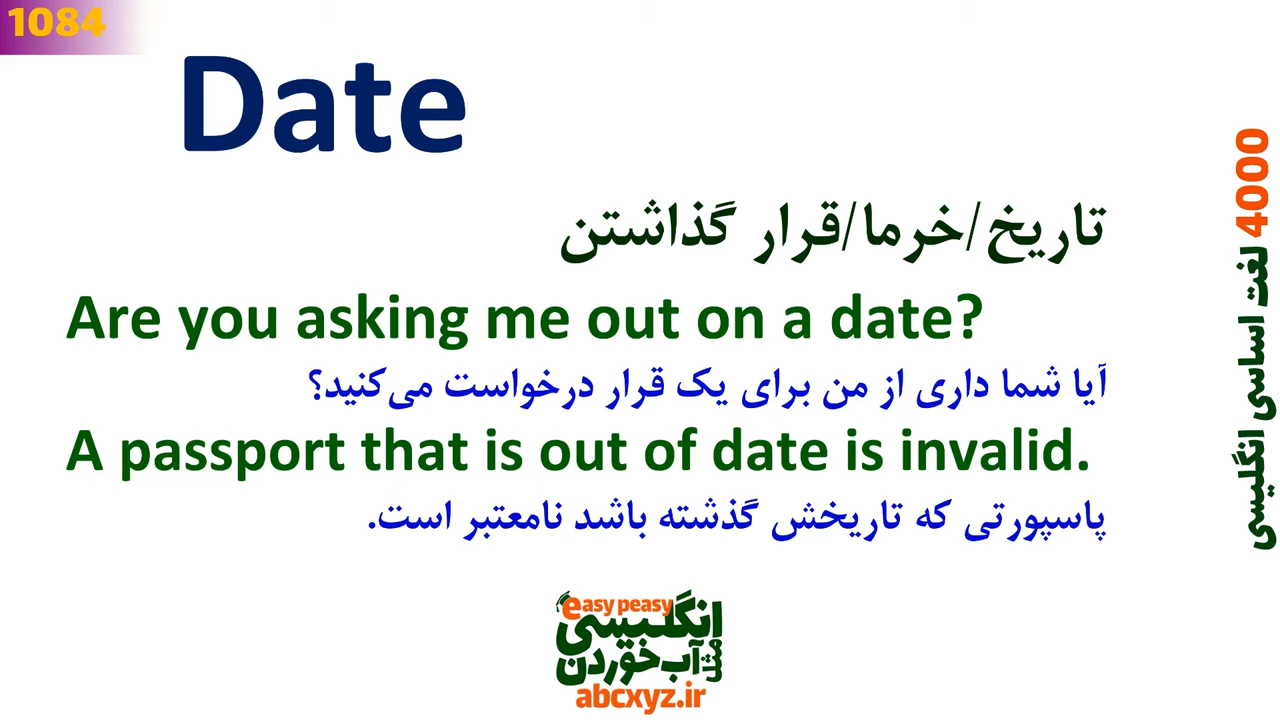 1084
Date
تاریخ/خرما/قرار گذاشتن
Are you asking me out on a date?
آیا شما داری از من برای یک قرار درخواست می‌کنید؟
A passport that is out of date is invalid.
پاسپورتی که تاریخش گذشته باشد نامعتبر است.
4000 لغت اساسی انگلیسی
easy peasy
انگلیسی
مثل آب خوردن
abcxyz.ir